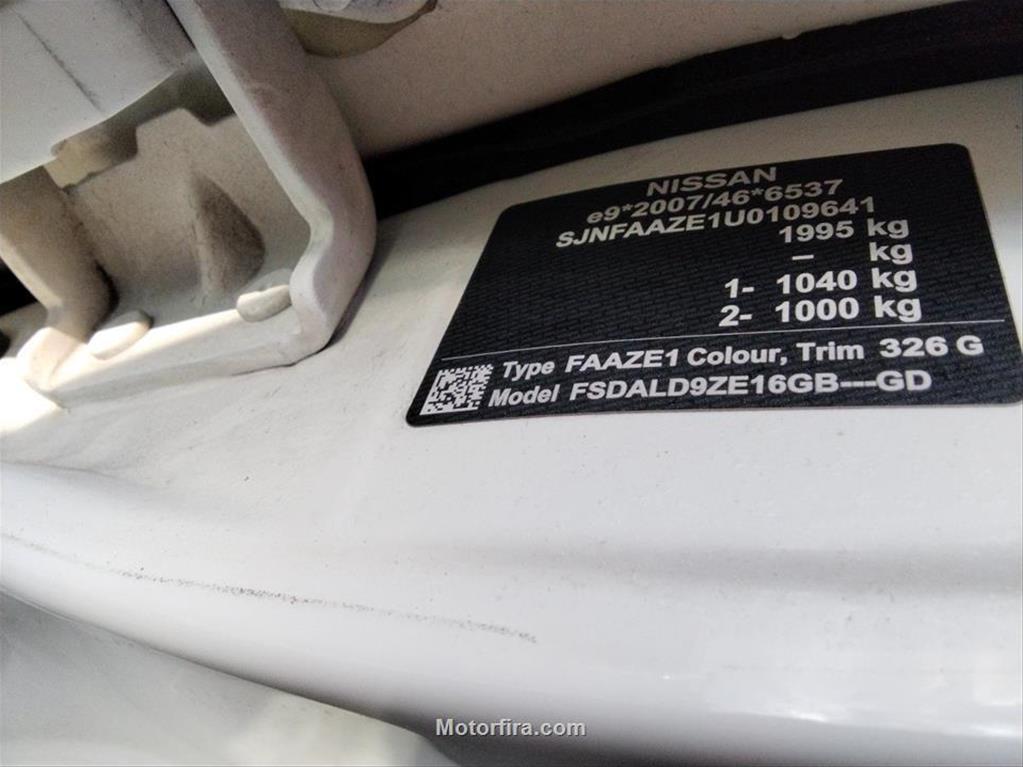 NISSAN
e9*2007/46*6537
SJNFAAZE1U0109641
1995 kg
– kg
1- 1040 kg
2- 1000 kg
Type FAAZE1 Colour, Trim 326 G
Model FSDALD9ZE16GB---GD
Motorfira.com